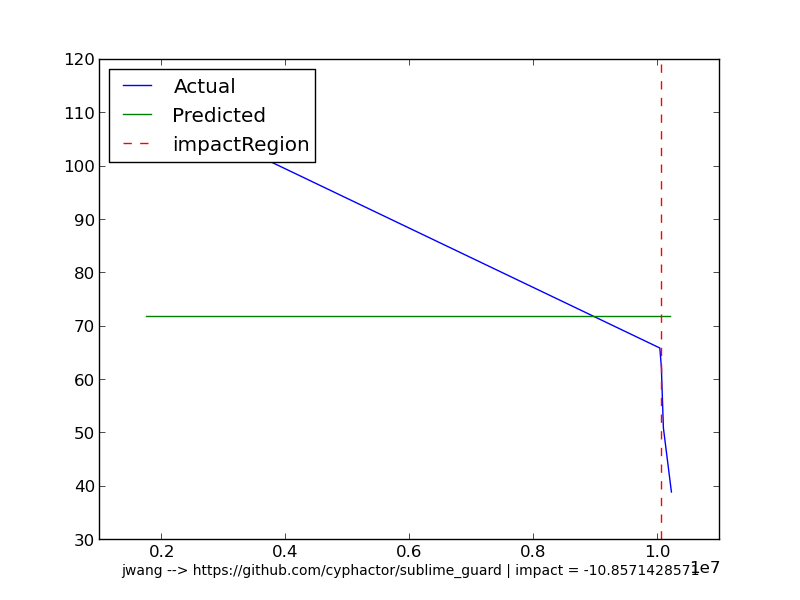 120
110
100
90
80
70
60
50
40
30
Actual
Predicted
impactRegion
0.2 0.4 0.6 0.8 1.0
1e7
jwang --> https://github.com/cyphactor/sublime_guard | impact = -10.8571428571